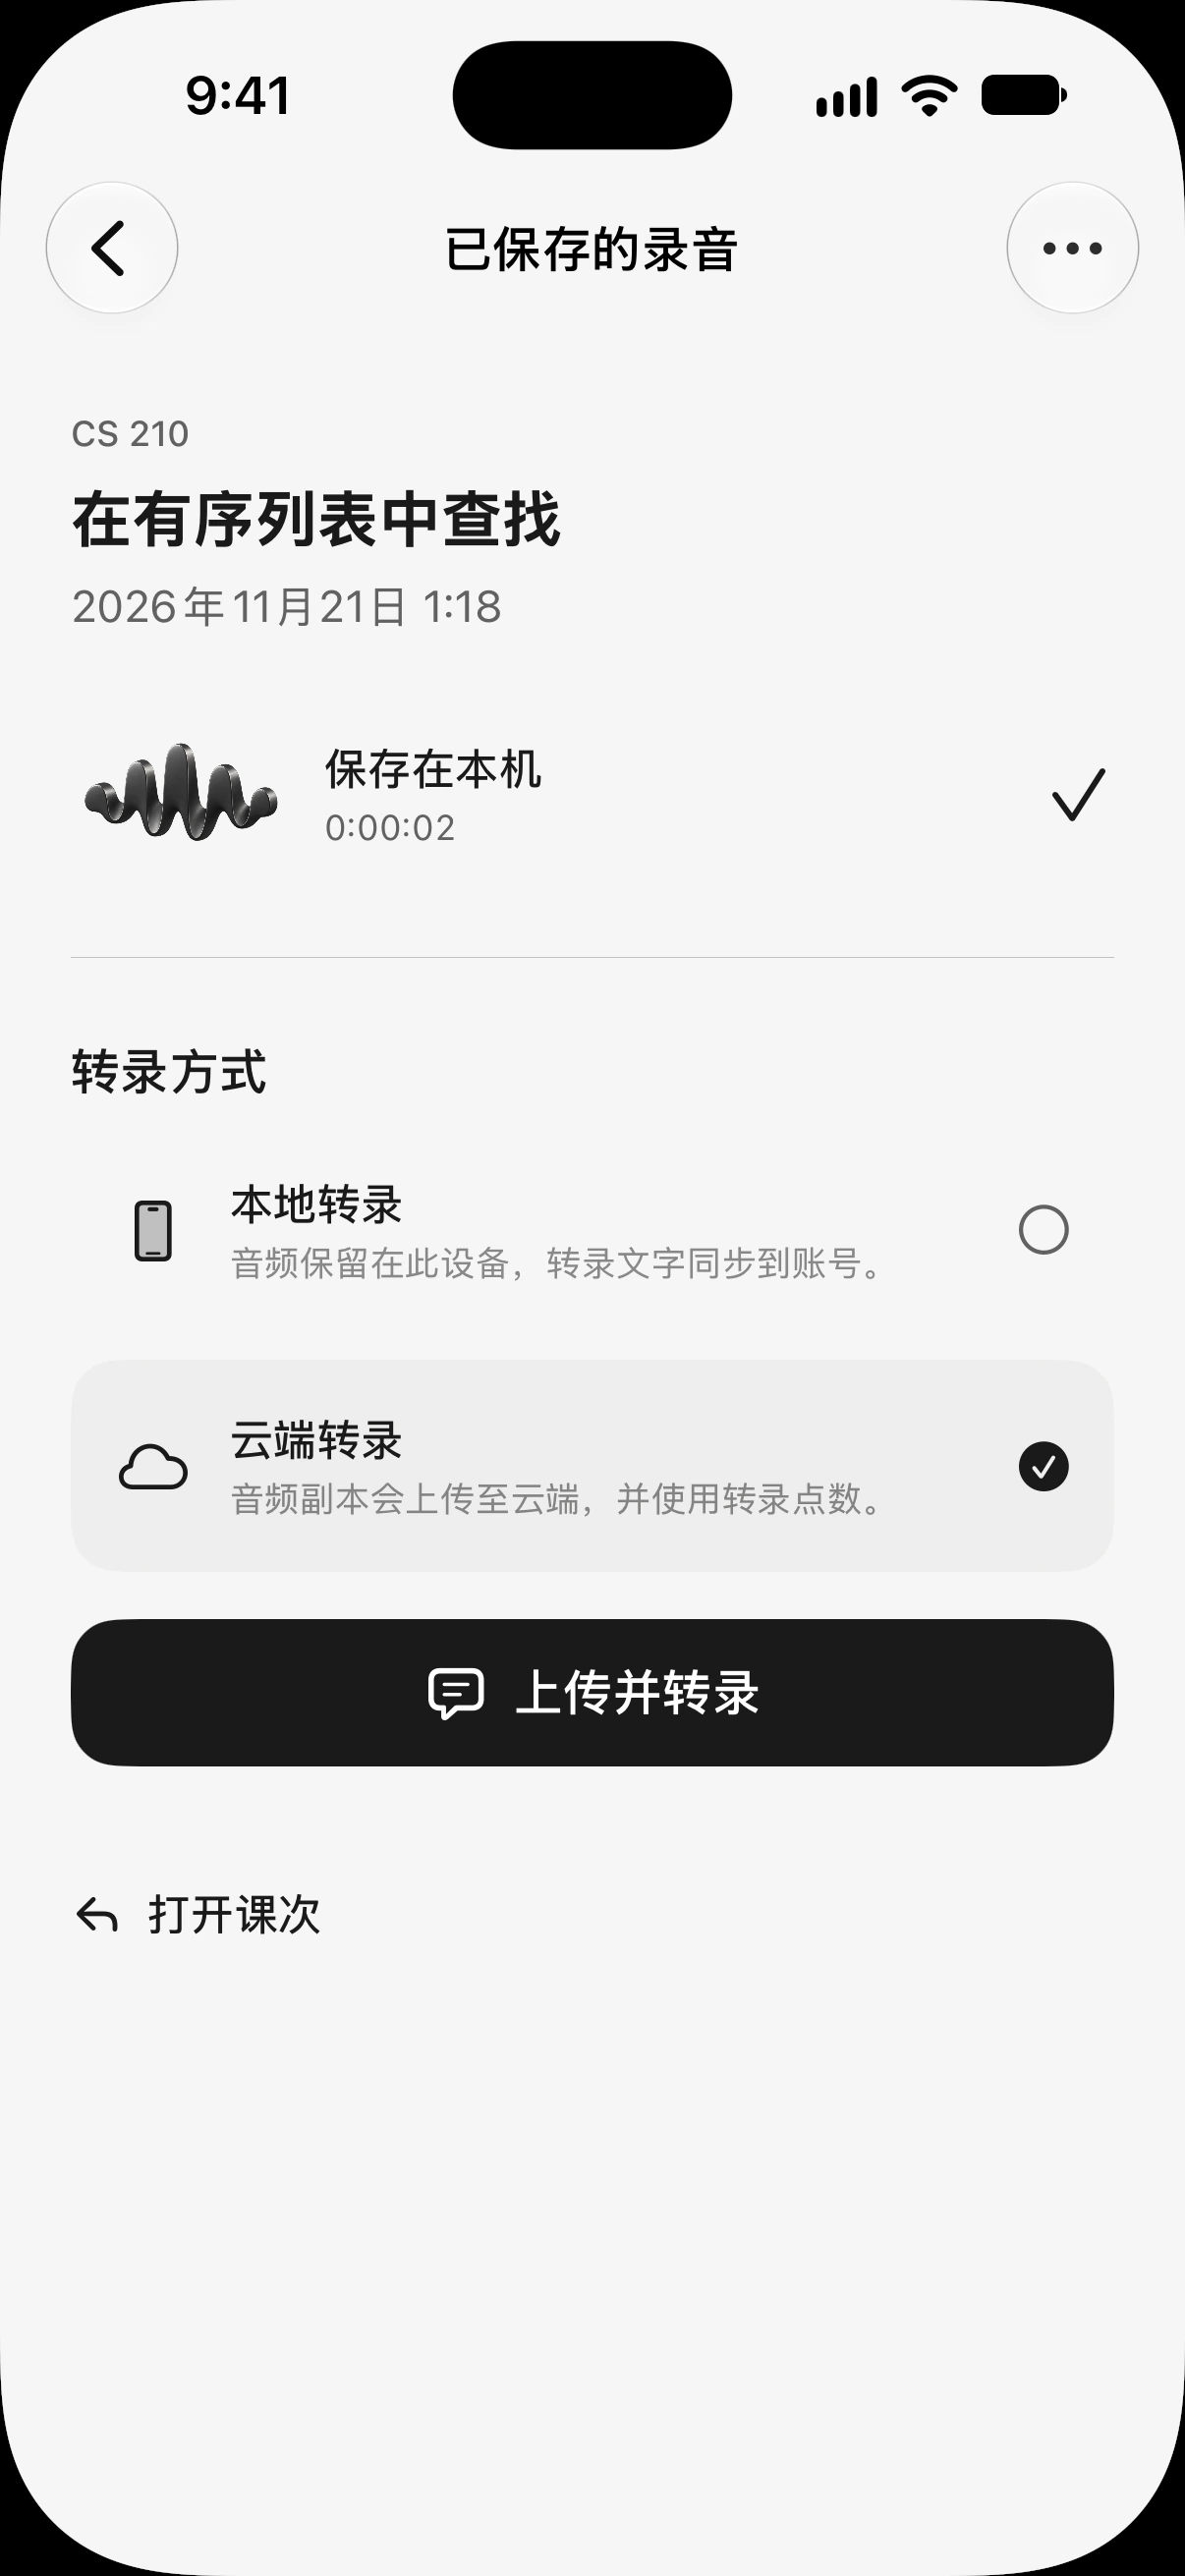 9:41
已保存的录音
CS 210
在有序列表中查找
2026年11月21日 1:18
保存在本机
0:00:02
转录方式
本地转录
音频保留在此设备，转录文字同步到账号。
云端转录
音频副本会上传至云端，并使用转录点数。
上传并转录
打开课次